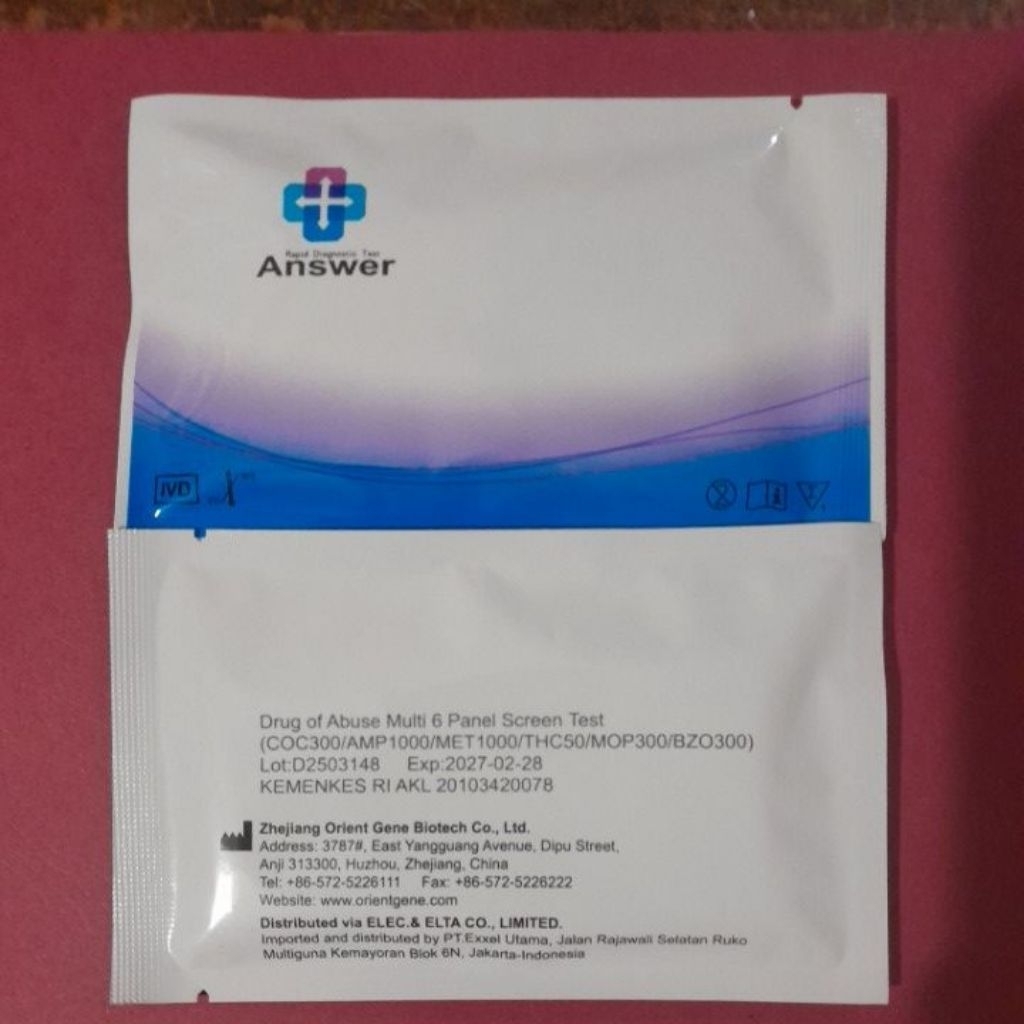 Rapid Diagnostic Test
Answer
IVD
Drug of Abuse Multi 6 Panel Screen Test
(COC300/AMP1000/MET1000/THC50/MOP300/BZO300)
Lot:D2503148 Exp:2027-02-28
KEMENKES RI AKL 20103420078
Zhejiang Orient Gene Biotech Co., Ltd.
Address: 3787#, East Yangguang Avenue, Dipu Street,
Anji 313300, Huzhou, Zhejiang, China
Tel: +86-572-5226111 Fax: +86-572-5226222
Website: www.orientgene.com
Distributed via ELEC.& ELTA CO., LIMITED.
Imported and distributed by PT.Exxel Utama, Jalan Rajawali Selatan Ruko
Multiguna Kemayoran Blok 6N, Jakarta-Indonesia